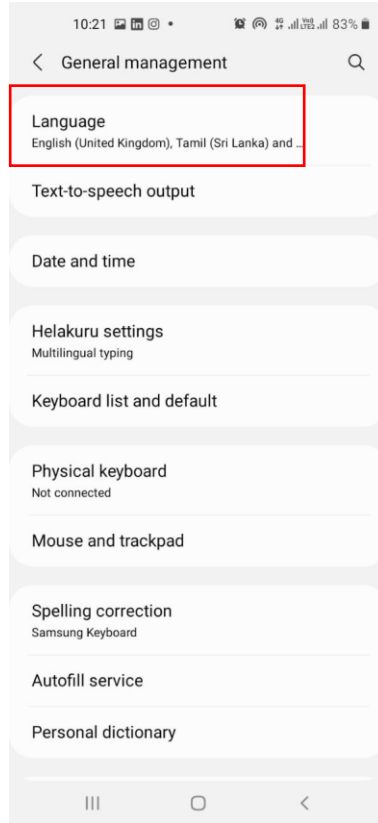 10:21 83%
General management
Language
English (United Kingdom), Tamil (Sri Lanka) and ...
Text-to-speech output
Date and time
Helakuru settings
Multilingual typing
Keyboard list and default
Physical keyboard
Not connected
Mouse and trackpad
Spelling correction
Samsung Keyboard
Autofill service
Personal dictionary